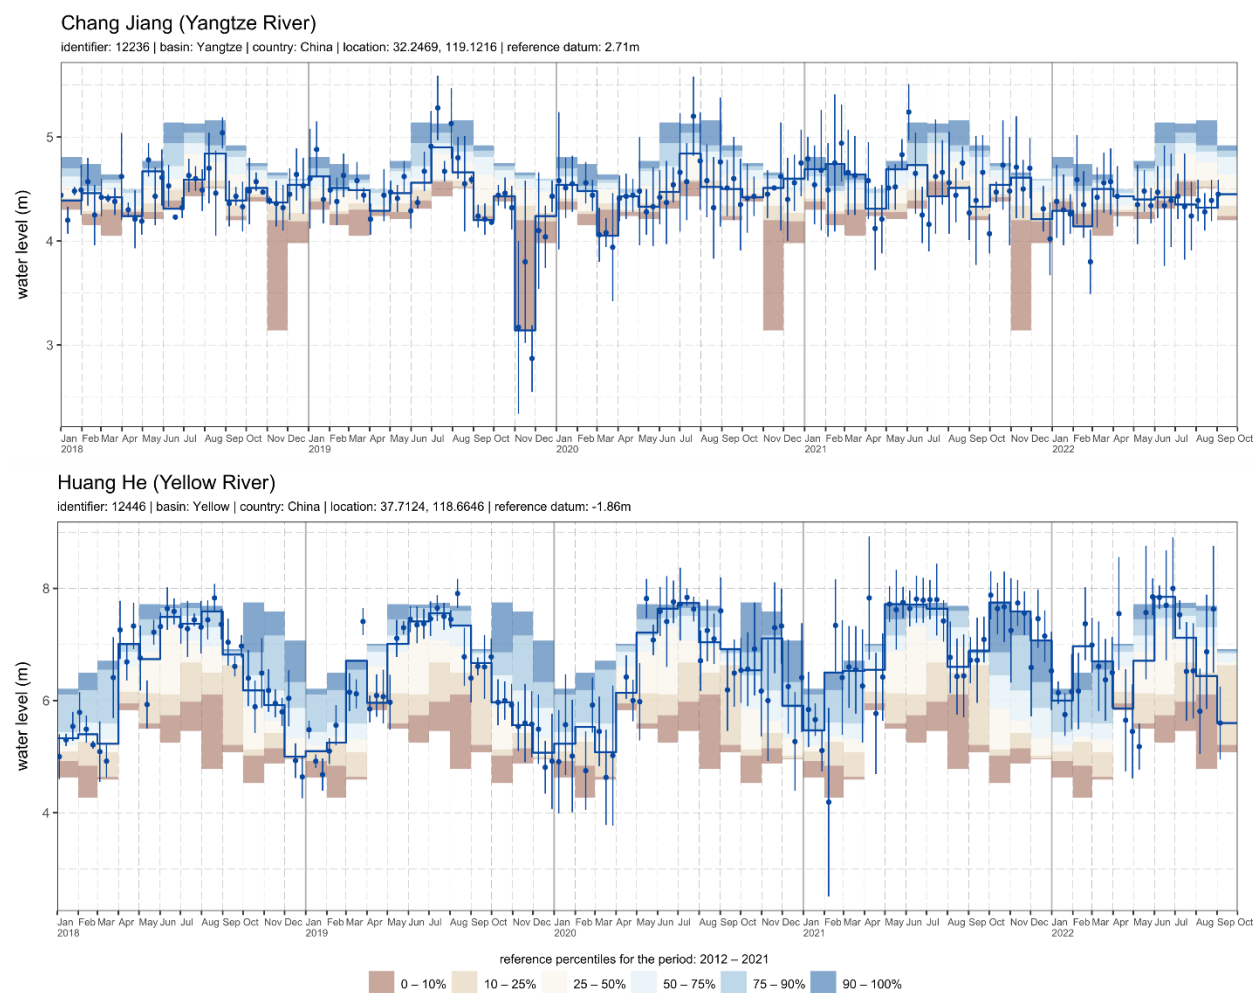 Chang Jiang (Yangtze River)
identifier: 12236 | basin: Yangtze | country: China | location: 32.2469, 119.1216 | reference datum: 2.71m
water level (m)
5
4
3
Jan Feb Mar Apr May Jun Jul Aug Sep Oct Nov Dec Jan Feb Mar Apr May Jun Jul Aug Sep Oct Nov Dec Jan Feb Mar Apr May Jun Jul Aug Sep Oct Nov Dec Jan Feb Mar Apr May Jun Jul Aug Sep Oct Nov Dec Jan Feb Mar Apr May Jun Jul Aug Sep Oct
2018 2019 2020 2021 2022
Huang He (Yellow River)
identifier: 12446 | basin: Yellow | country: China | location: 37.7124, 118.6646 | reference datum: -1.86m
water level (m)
8
6
4
Jan Feb Mar Apr May Jun Jul Aug Sep Oct Nov Dec Jan Feb Mar Apr May Jun Jul Aug Sep Oct Nov Dec Jan Feb Mar Apr May Jun Jul Aug Sep Oct Nov Dec Jan Feb Mar Apr May Jun Jul Aug Sep Oct Nov Dec Jan Feb Mar Apr May Jun Jul Aug Sep Oct
2018 2019 2020 2021 2022
reference percentiles for the period: 2012 – 2021
0 – 10% 10 – 25% 25 – 50% 50 – 75% 75 – 90% 90 – 100%